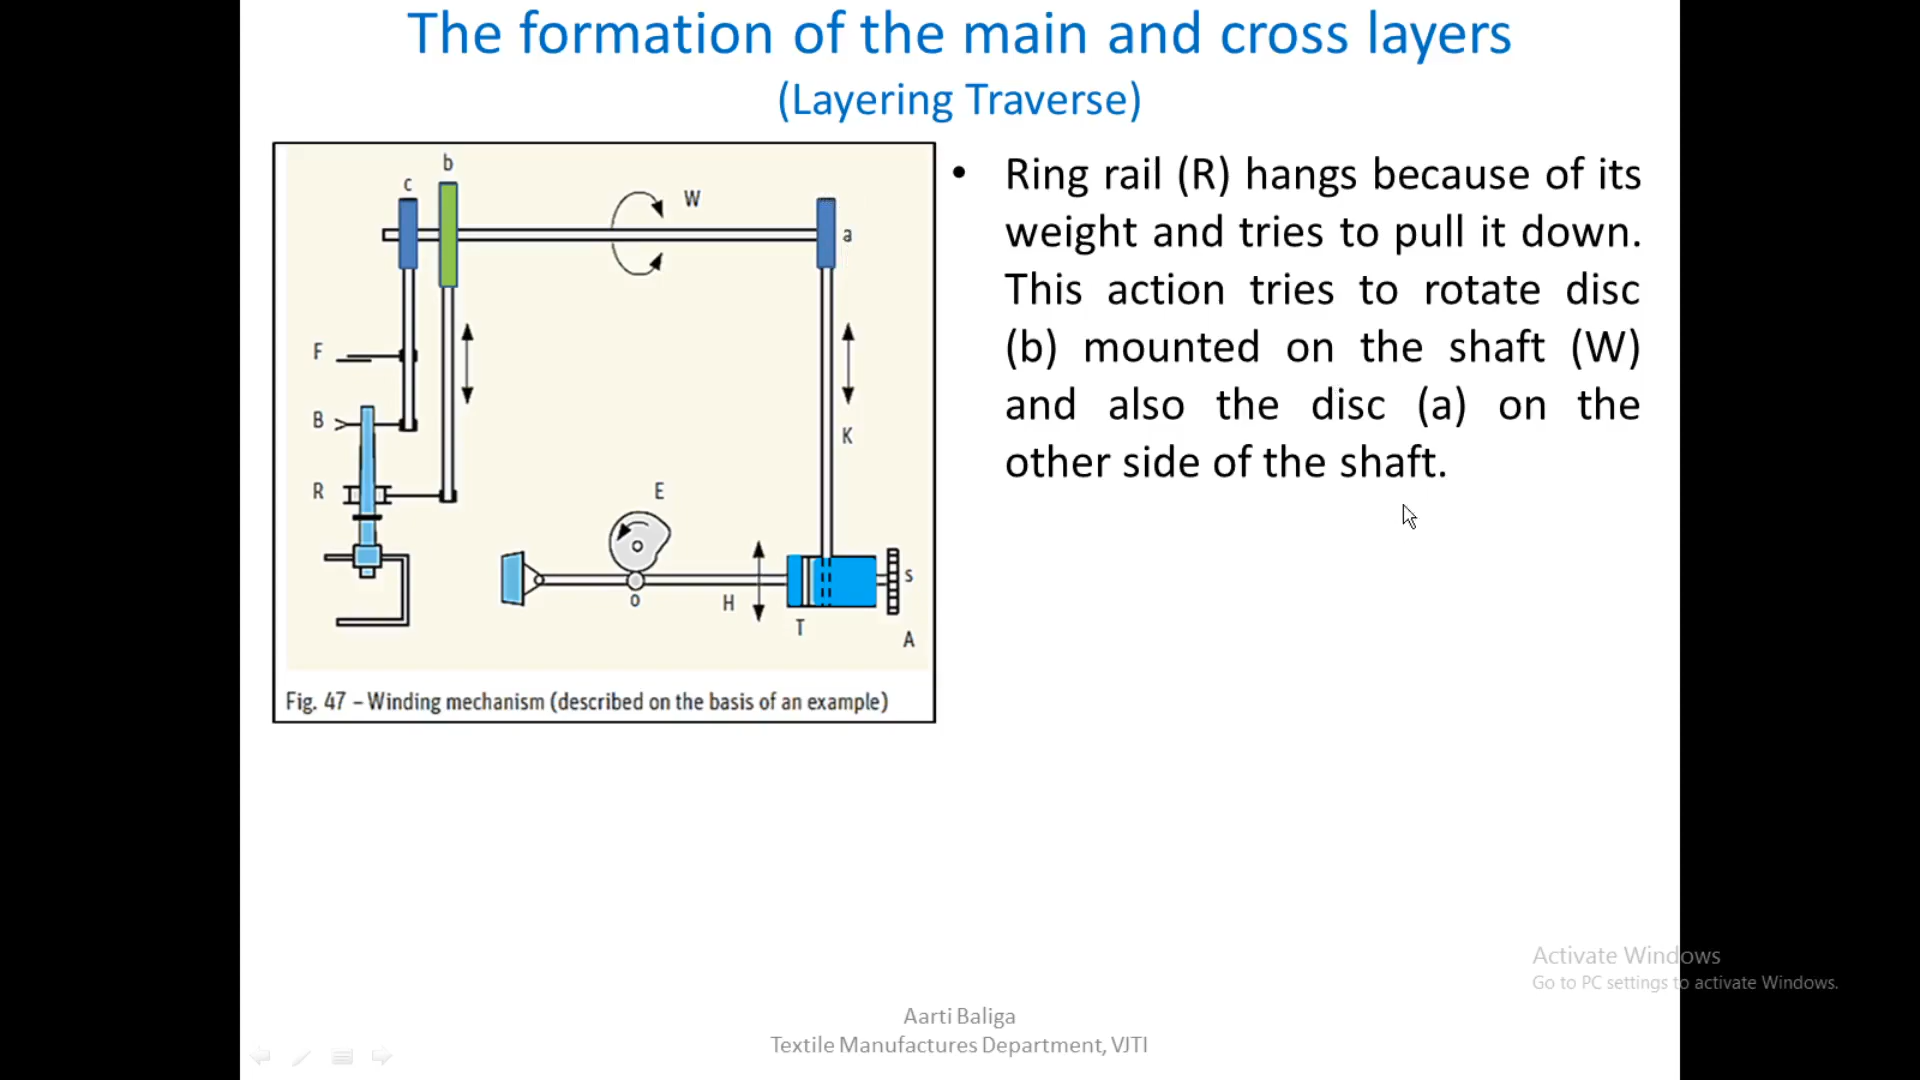 The formation of the main and cross layers
(Layering Traverse)
b
c
W
a
F
B
K
R
E
s
o
H
T
A
Fig. 47 – Winding mechanism (described on the basis of an example)
• Ring rail (R) hangs because of its
weight and tries to pull it down.
This action tries to rotate disc
(b) mounted on the shaft (W)
and also the disc (a) on the
other side of the shaft.
Activate Windows
Go to PC settings to activate Windows.
Aarti Baliga
Textile Manufactures Department, VJTI